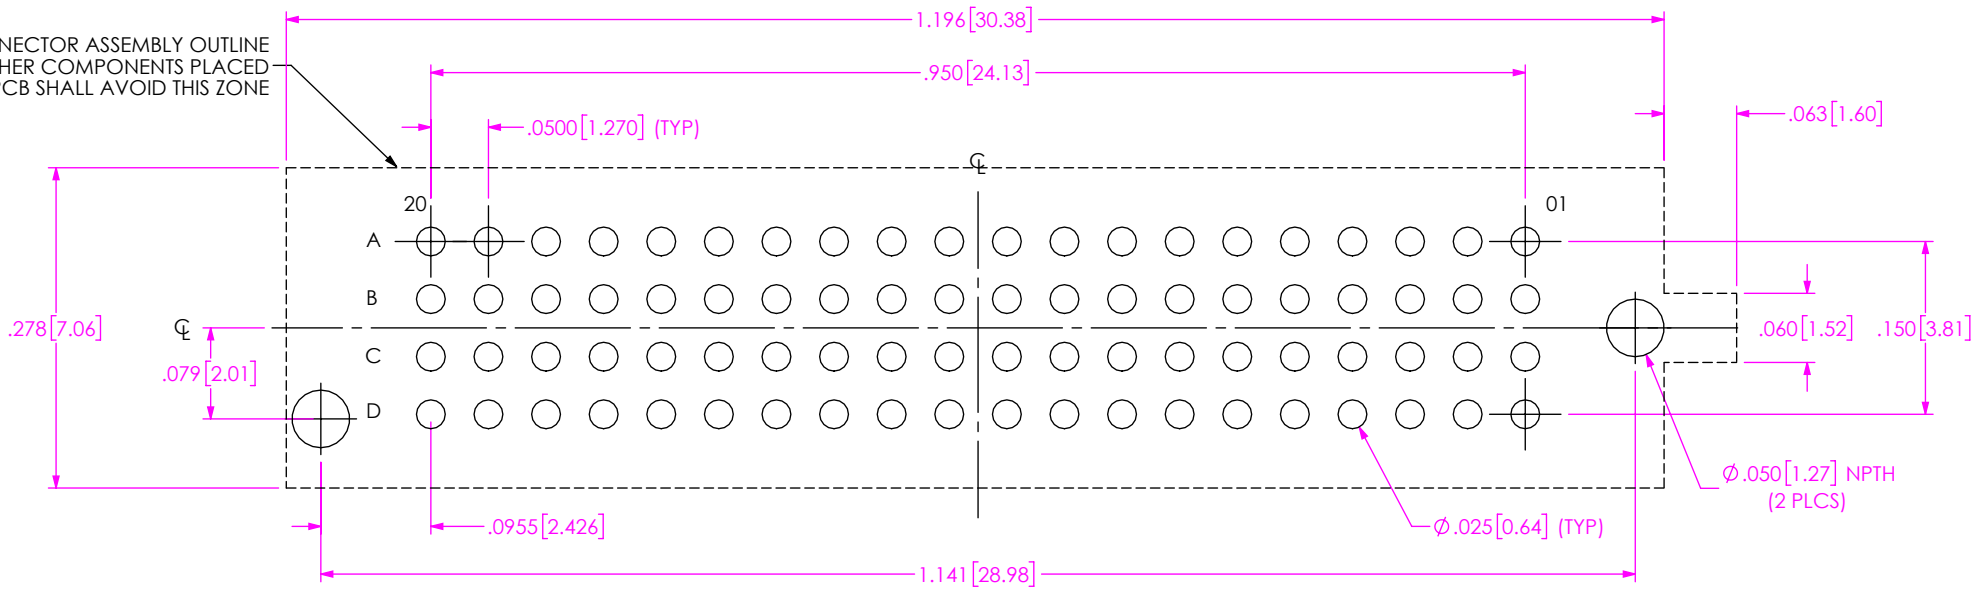 1.196[30.38]
NECTOR ASSEMBLY OUTLINE
HER COMPONENTS PLACED
PCB SHALL AVOID THIS ZONE
.950[24.13]
.0500[1.270] (TYP)
.063[1.60]
℄
20
01
A
B
℄
.278[7.06]
.060[1.52]
.150[3.81]
C
.079[2.01]
D
Ø.050[1.27] NPTH
(2 PLCS)
.0955[2.426]
Ø.025[0.64] (TYP)
1.141[28.98]